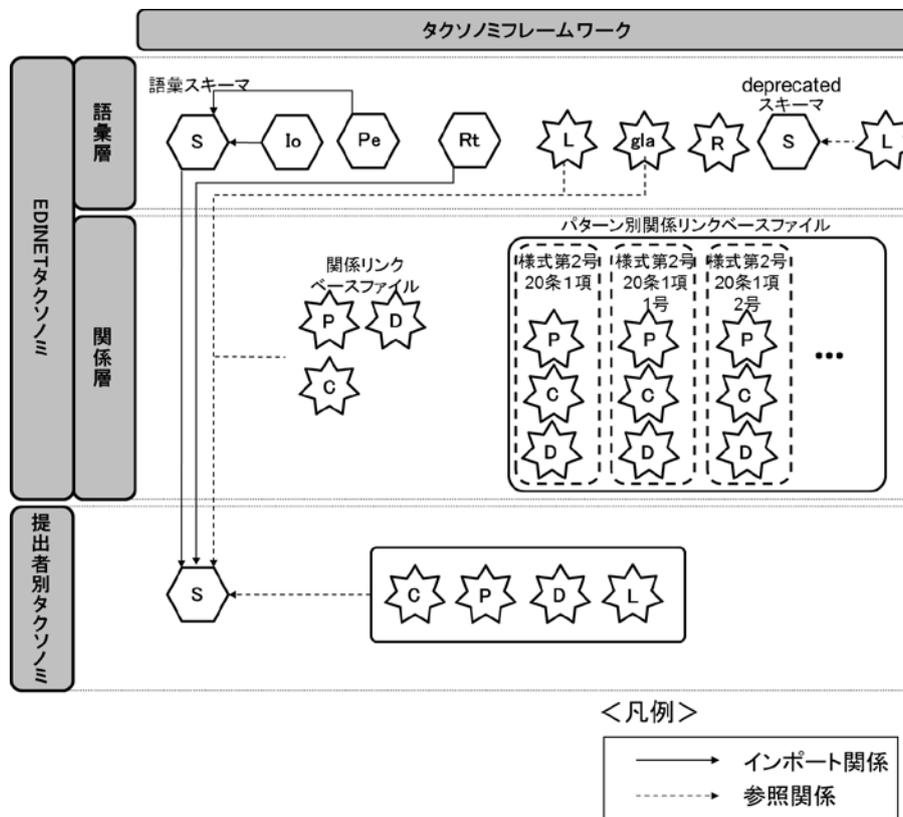 タクソノミフレームワーク
EDINETタクソノミ
語彙層
語彙スキーマ
deprecated
スキーマ
S
Io
Pe
Rt
L
gla
R
S
L
関係層
関係リンク
ベースファイル
P
D
C
パターン別関係リンクベースファイル
様式第2号
20条1項
P
C
D
様式第2号
20条1項
1号
P
C
D
様式第2号
20条1項
2号
P
C
D
•••
提出者別タクソノミ
S
C
P
D
L
<凡例>
インポート関係
参照関係